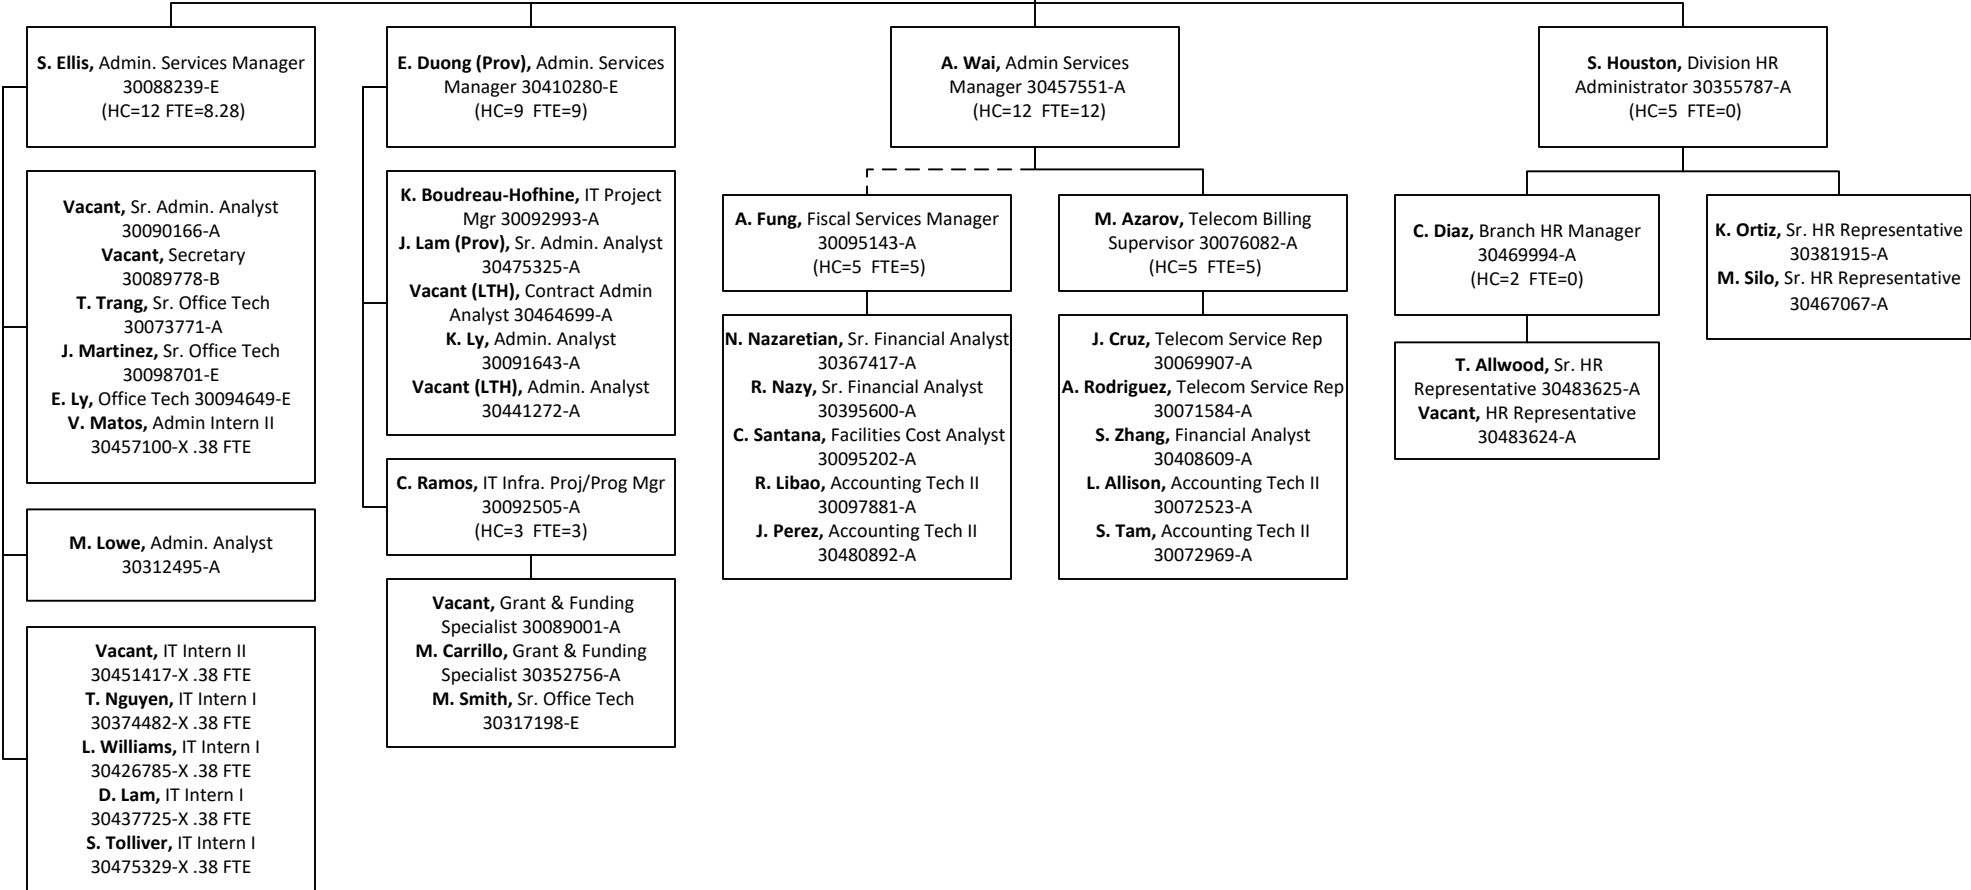 S. Ellis, Admin. Services Manager
30088239-E
(HC=12 FTE=8.28)
Vacant, Sr. Admin. Analyst
30090166-A
Vacant, Secretary
30089778-B
T. Trang, Sr. Office Tech
30073771-A
J. Martinez, Sr. Office Tech
30098701-E
E. Ly, Office Tech 30094649-E
V. Matos, Admin Intern II
30457100-X .38 FTE
M. Lowe, Admin. Analyst
30312495-A
Vacant, IT Intern II
30451417-X .38 FTE
T. Nguyen, IT Intern I
30374482-X .38 FTE
L. Williams, IT Intern I
30426785-X .38 FTE
D. Lam, IT Intern I
30437725-X .38 FTE
S. Tolliver, IT Intern I
30475329-X .38 FTE
E. Duong (Prov), Admin. Services
Manager 30410280-E
(HC=9 FTE=9)
K. Boudreau-Hofhine, IT Project
Mgr 30092993-A
J. Lam (Prov), Sr. Admin. Analyst
30475325-A
Vacant (LTH), Contract Admin
Analyst 30464699-A
K. Ly, Admin. Analyst
30091643-A
Vacant (LTH), Admin. Analyst
30441272-A
C. Ramos, IT Infra. Proj/Prog Mgr
30092505-A
(HC=3 FTE=3)
Vacant, Grant & Funding
Specialist 30089001-A
M. Carrillo, Grant & Funding
Specialist 30352756-A
M. Smith, Sr. Office Tech
30317198-E
A. Wai, Admin Services
Manager 30457551-A
(HC=12 FTE=12)
A. Fung, Fiscal Services Manager
30095143-A
(HC=5 FTE=5)
N. Nazaretian, Sr. Financial Analyst
30367417-A
R. Nazy, Sr. Financial Analyst
30395600-A
C. Santana, Facilities Cost Analyst
30095202-A
R. Libao, Accounting Tech II
30097881-A
J. Perez, Accounting Tech II
30480892-A
M. Azarov, Telecom Billing
Supervisor 30076082-A
(HC=5 FTE=5)
J. Cruz, Telecom Service Rep
30069907-A
A. Rodriguez, Telecom Service Rep
30071584-A
S. Zhang, Financial Analyst
30408609-A
L. Allison, Accounting Tech II
30072523-A
S. Tam, Accounting Tech II
30072969-A
S. Houston, Division HR
Administrator 30355787-A
(HC=5 FTE=0)
C. Diaz, Branch HR Manager
30469994-A
(HC=2 FTE=0)
T. Allwood, Sr. HR
Representative 30483625-A
Vacant, HR Representative
30483624-A
K. Ortiz, Sr. HR Representative
30381915-A
M. Silo, Sr. HR Representative
30467067-A